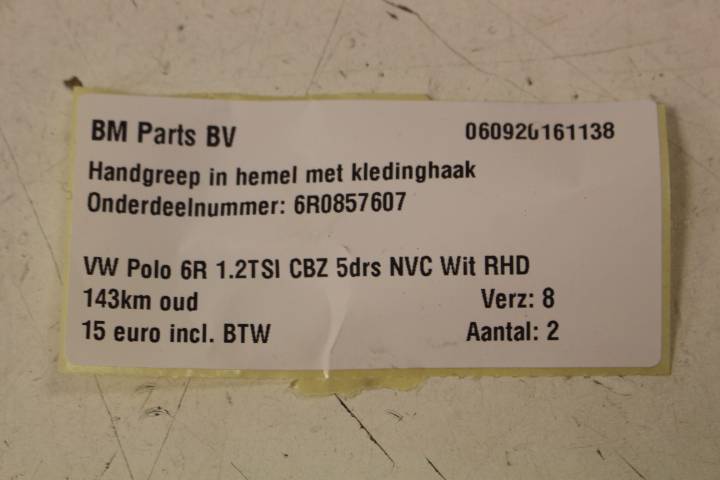 BM Parts BV 060920161138
Handgreep in hemel met kledinghaak
Onderdeelnummer: 6R0857607
VW Polo 6R 1.2TSI CBZ 5drs NVC Wit RHD
143km oud Verz: 8
15 euro incl. BTW Aantal: 2